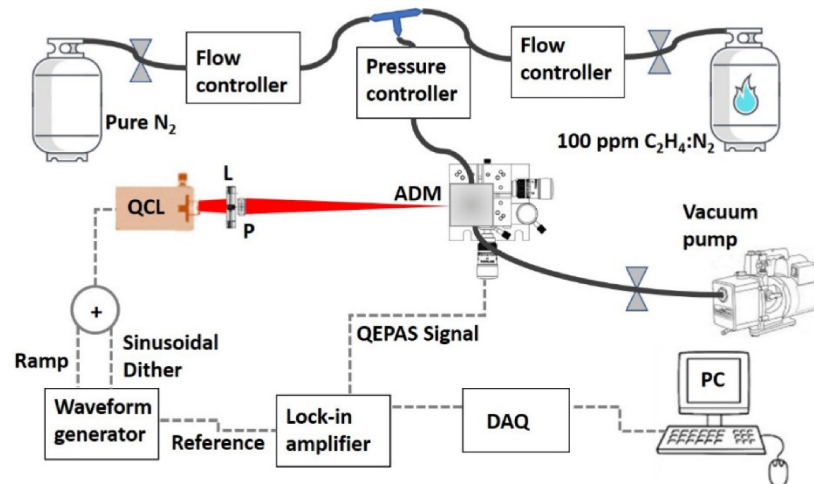 Pure N₂
Flow
controller
Pressure
controller
Flow
controller
100 ppm C₂H₄:N₂
QCL
L
P
ADM
Vacuum
pump
+
Ramp
Sinusoidal
Dither
QEPAS Signal
Waveform
generator
Reference
Lock-in
amplifier
DAQ
PC